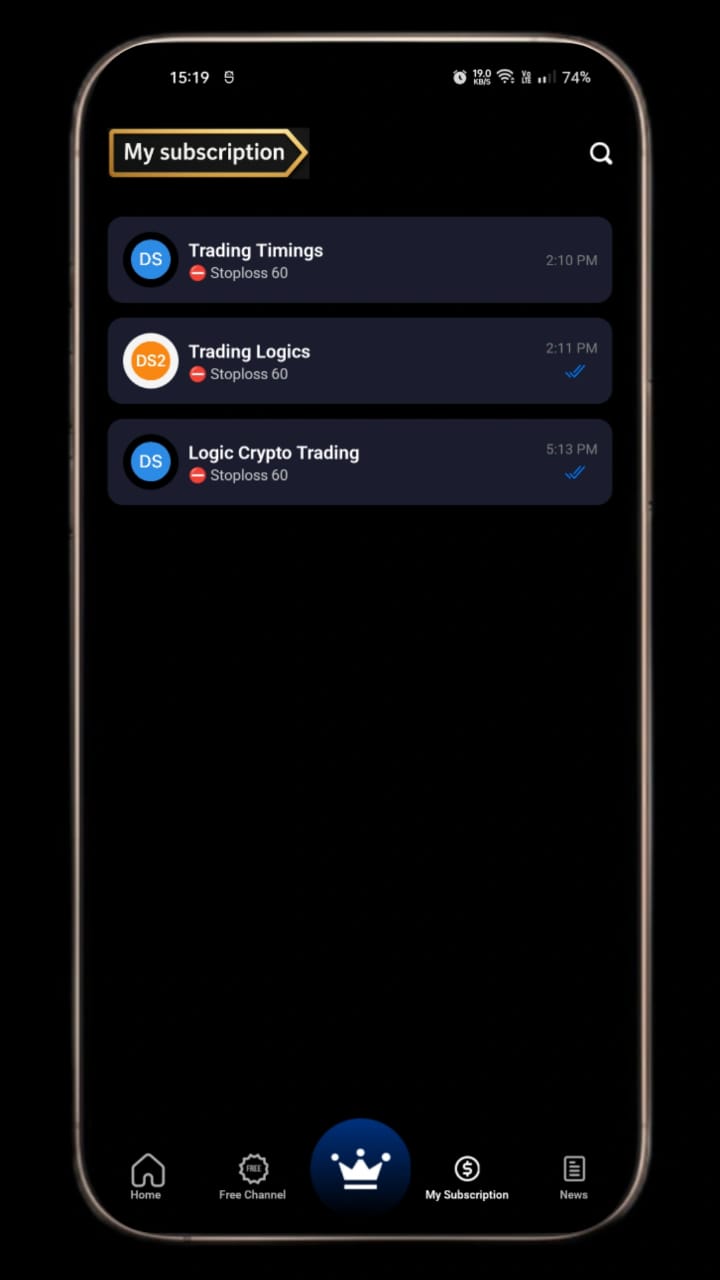 15:19
19.0 KB/S
Vo LTE
74%
My subscription
DS
Trading Timings
⛔ Stoploss 60
2:10 PM
DS2
Trading Logics
⛔ Stoploss 60
2:11 PM
DS
Logic Crypto Trading
⛔ Stoploss 60
5:13 PM
Home
FREE
Free Channel
$
My Subscription
News